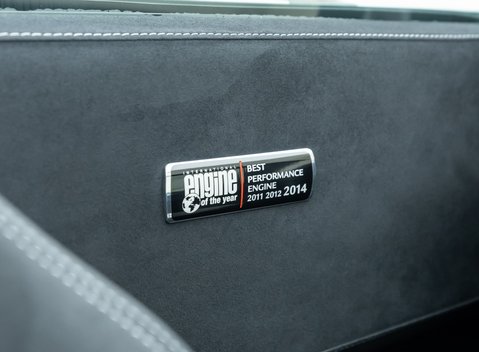 INTERNATIONAL
engine
of the year
BEST
PERFORMANCE
ENGINE
2011 2012 2014